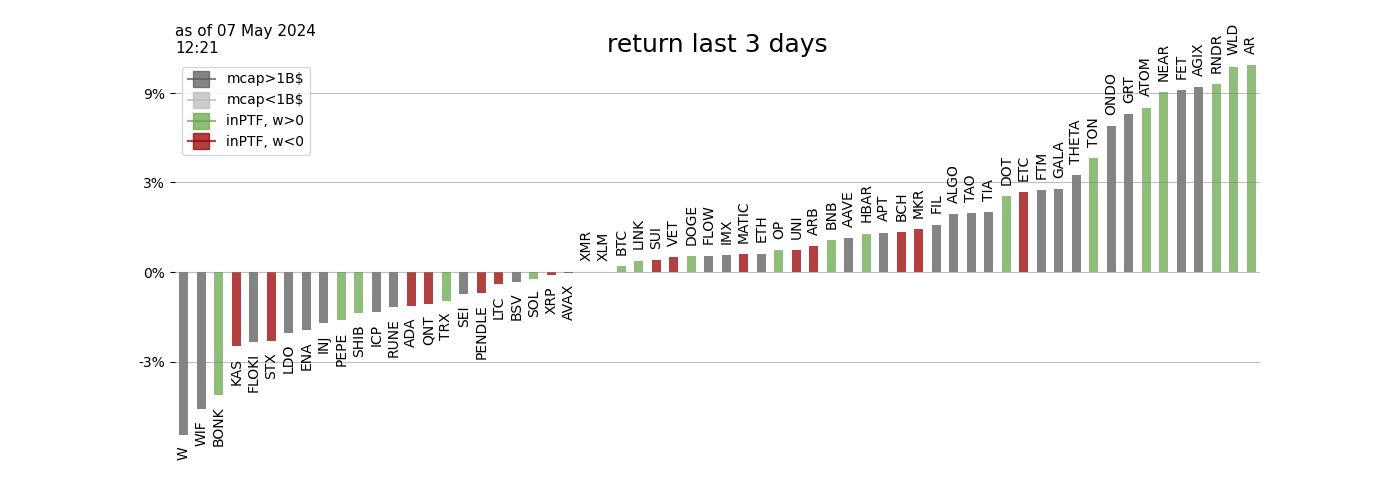 as of 07 May 2024
12:21
return last 3 days
mcap>1B$
mcap<1B$
inPTF, w>0
inPTF, w<0
9%
3%
0%
-3%
W
WIF
BONK
KAS
FLOKI
STX
LDO
ENA
INJ
PEPE
SHIB
ICP
RUNE
ADA
QNT
TRX
SEI
PENDLE
LTC
BSV
SOL
XRP
AVAX
XMR
XLM
BTC
LINK
SUI
VET
DOGE
FLOW
IMX
MATIC
ETH
OP
UNI
ARB
BNB
AAVE
HBAR
APT
BCH
MKR
FIL
ALGO
TAO
TIA
DOT
ETC
FTM
GALA
THETA
TON
ONDO
GRT
ATOM
NEAR
FET
AGIX
RNDR
WLD
AR